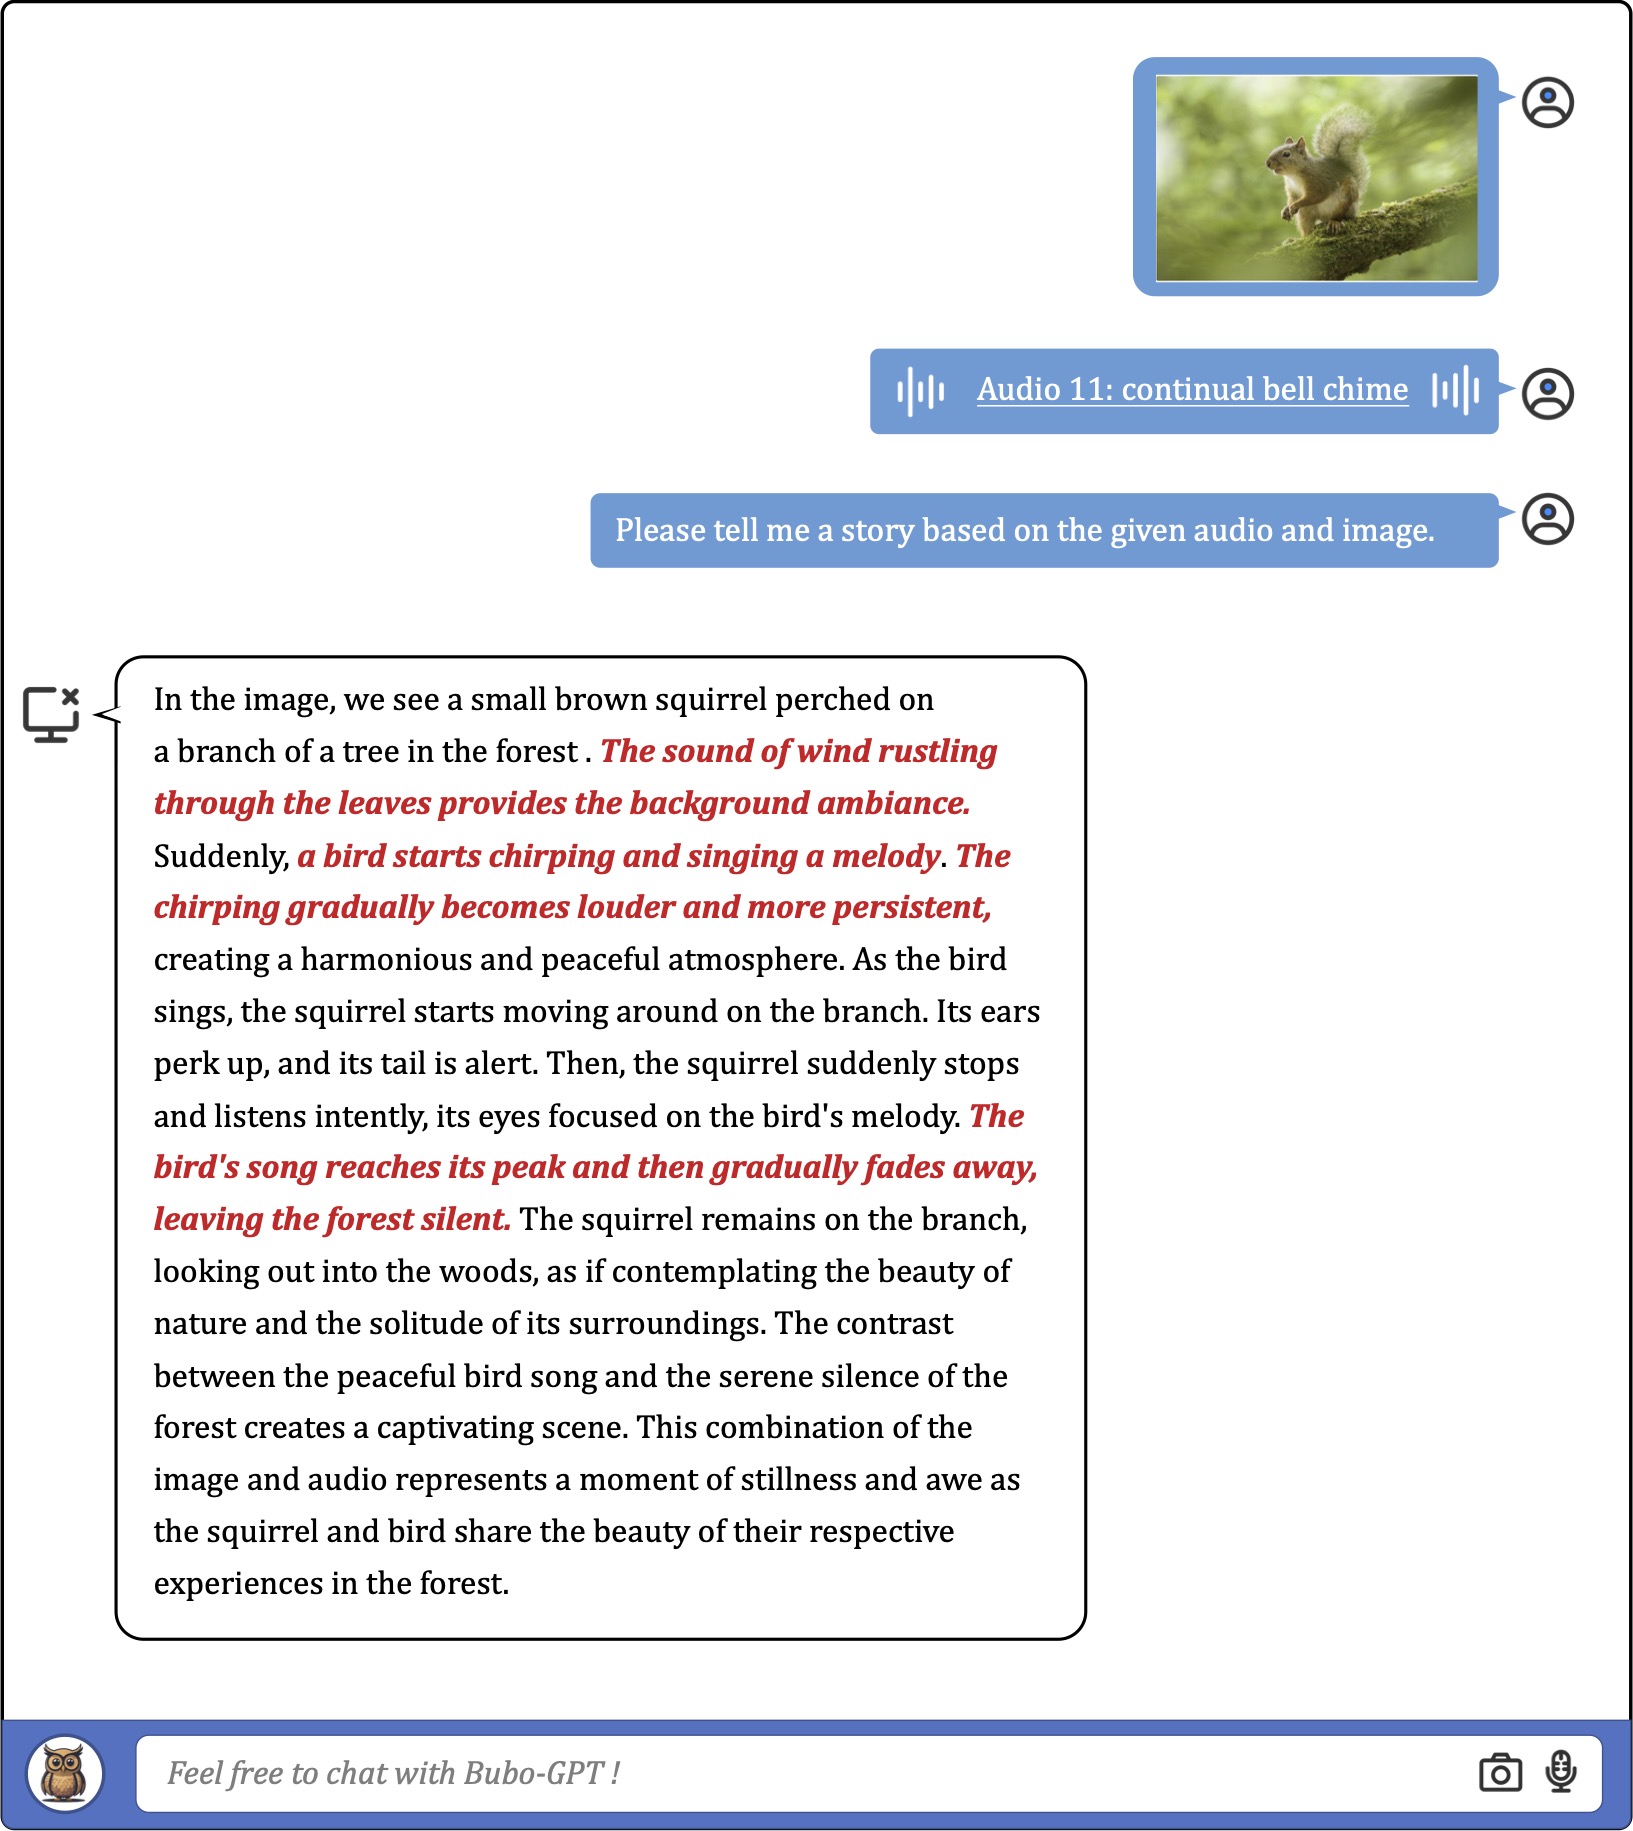 Audio 11: continual bell chime
Please tell me a story based on the given audio and image.
In the image, we see a small brown squirrel perched on
a branch of a tree in the forest . The sound of wind rustling
through the leaves provides the background ambiance.
Suddenly, a bird starts chirping and singing a melody. The
chirping gradually becomes louder and more persistent,
creating a harmonious and peaceful atmosphere. As the bird
sings, the squirrel starts moving around on the branch. Its ears
perk up, and its tail is alert. Then, the squirrel suddenly stops
and listens intently, its eyes focused on the bird's melody. The
bird's song reaches its peak and then gradually fades away,
leaving the forest silent. The squirrel remains on the branch,
looking out into the woods, as if contemplating the beauty of
nature and the solitude of its surroundings. The contrast
between the peaceful bird song and the serene silence of the
forest creates a captivating scene. This combination of the
image and audio represents a moment of stillness and awe as
the squirrel and bird share the beauty of their respective
experiences in the forest.
Feel free to chat with Bubo-GPT !